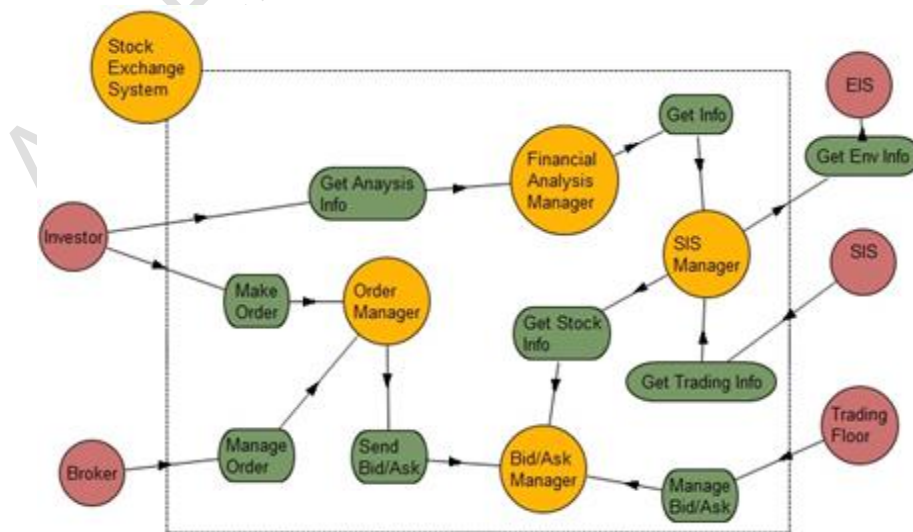 Stock
Exchange
System
EIS
Get Info
Get Env Info
Financial
Analysis
Manager
Get Anaysis
Info
Investor
SIS
Manager
SIS
Make
Order
Order
Manager
Get Stock
Info
Get Trading Info
Trading
Floor
Manage
Order
Send
Bid/Ask
Bid/Ask
Manager
Broker
Manage
Bid/Ask